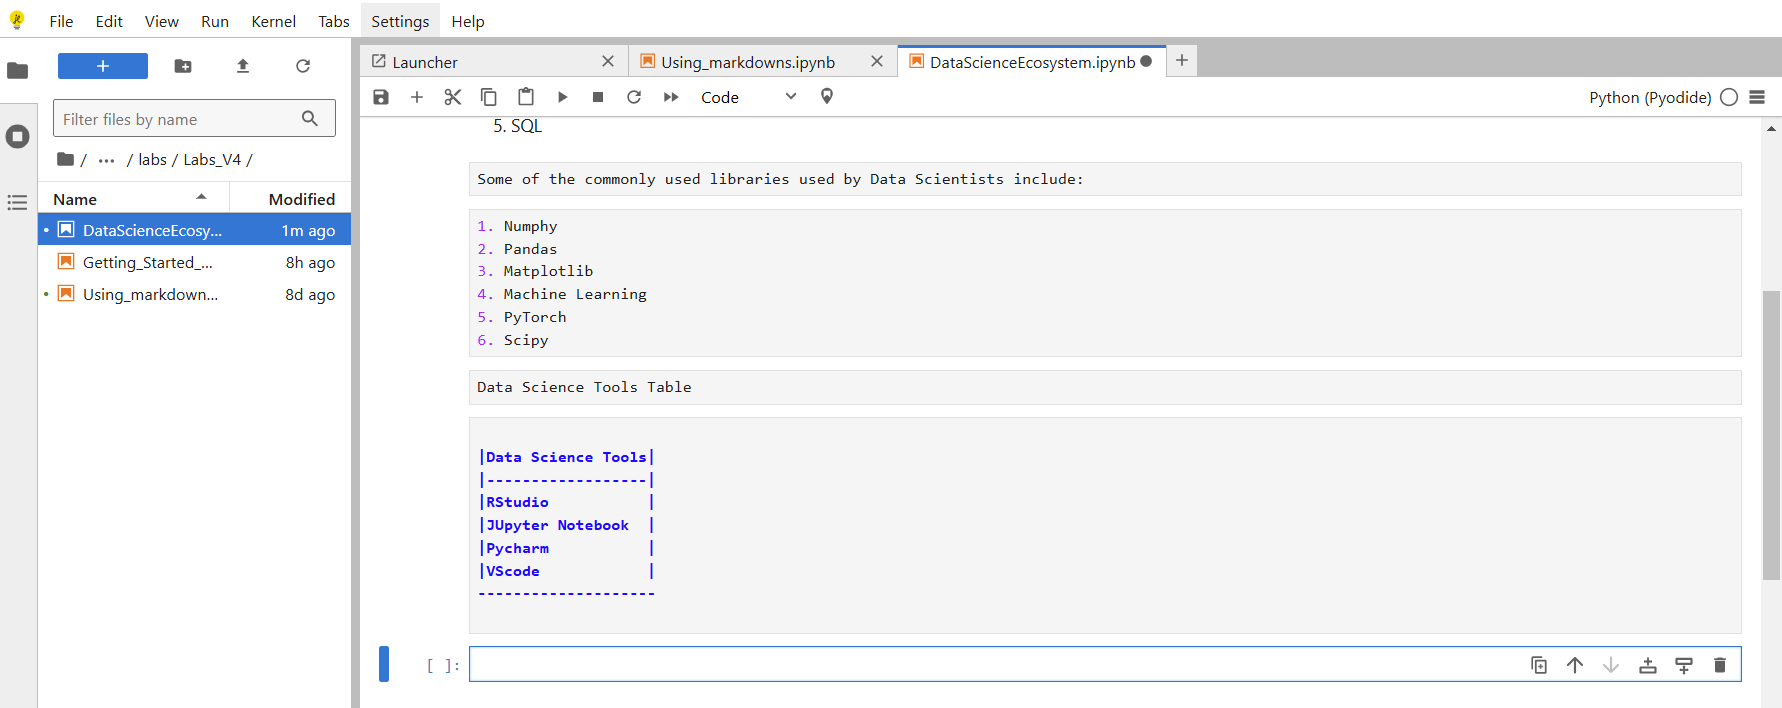 File Edit View Run Kernel Tabs Settings Help
+
Filter files by name
/ ... / labs / Labs_V4 /
Name Modified
DataScienceEcosy... 1m ago
Getting_Started_... 8h ago
Using_markdown... 8d ago
Launcher
Using_markdowns.ipynb
DataScienceEcosystem.ipynb
Code
Python (Pyodide)
5. SQL
Some of the commonly used libraries used by Data Scientists include:
1. Numphy
2. Pandas
3. Matplotlib
4. Machine Learning
5. PyTorch
6. Scipy
Data Science Tools Table
|Data Science Tools|
|------------------|
|RStudio           |
|JUpyter Notebook  |
|Pycharm           |
|VScode            |
--------------------
[ ]: